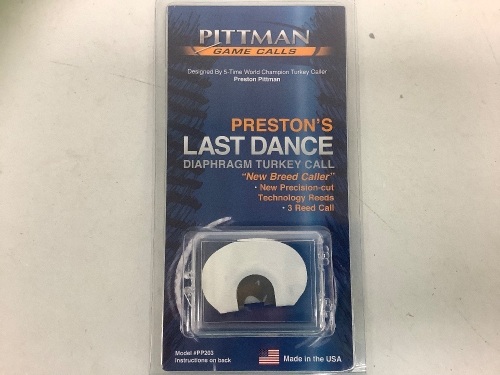 PITTMAN
GAME CALLS
Designed By 5-Time World Champion Turkey Caller
Preston Pittman
PRESTON'S
LAST DANCE
DIAPHRAGM TURKEY CALL
"New Breed Caller"
• New Precision-cut
Technology Reeds
• 3 Reed Call
Model #PP203
Instructions on back
Made in the USA